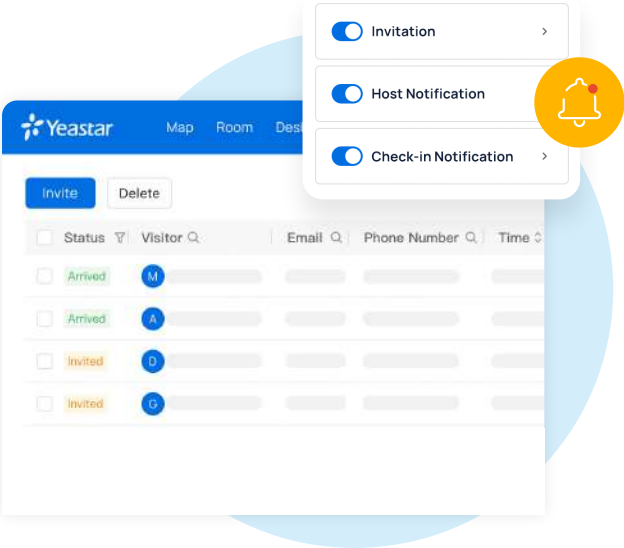 Invitation
Host Notification
Check-in Notification
Yeastar Map Room
Invite Delete
Status Visitor Email Phone Number Time
Arrived M
Arrived A
Invited D
Invited G